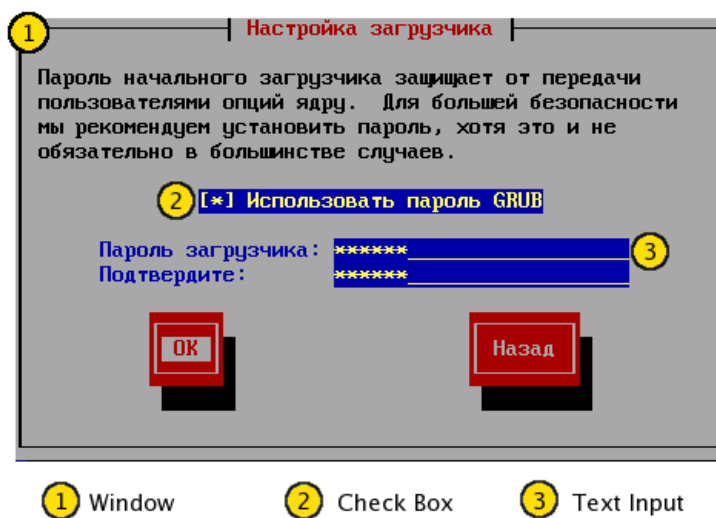 1
Настройка загрузчика
Пароль начального загрузчика защищает от передачи
пользователями опций ядру. Для большей безопасности
мы рекомендуем установить пароль, хотя это и не
обязательно в большинстве случаев.
2 [*] Использовать пароль GRUB
Пароль загрузчика: ****** 3
Подтвердите: ******
OK Назад
1 Window 2 Check Box 3 Text Input